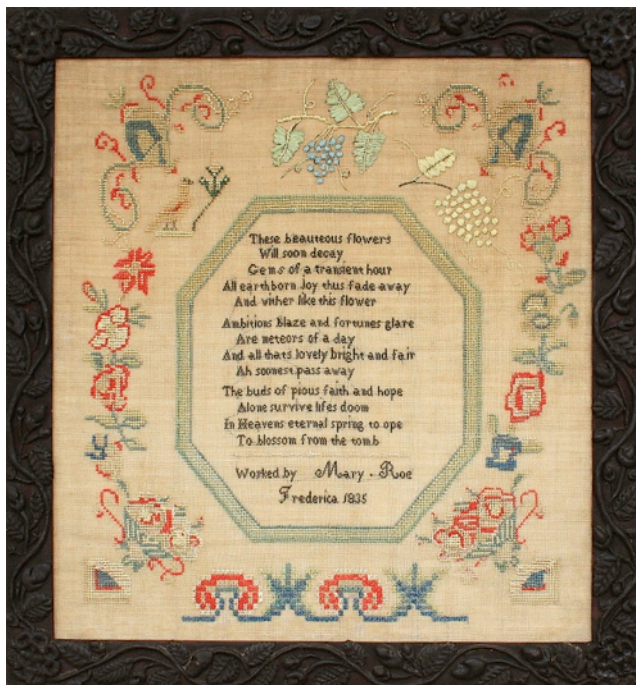 These beauteous flowers
Will soon decay
Gems of a transient hour
All earthborn Joy thus fade away
And wither like this flower
Ambitions blaze and fortunes glare
Are meteors of a day
And all thats lovely bright and fair
Ah soonest pass away
The buds of pious faith and hope
Alone survive lifes doom
In Heavens eternal spring to ope
To blossom from the tomb
Worked by Mary . Roe
Frederica 1835